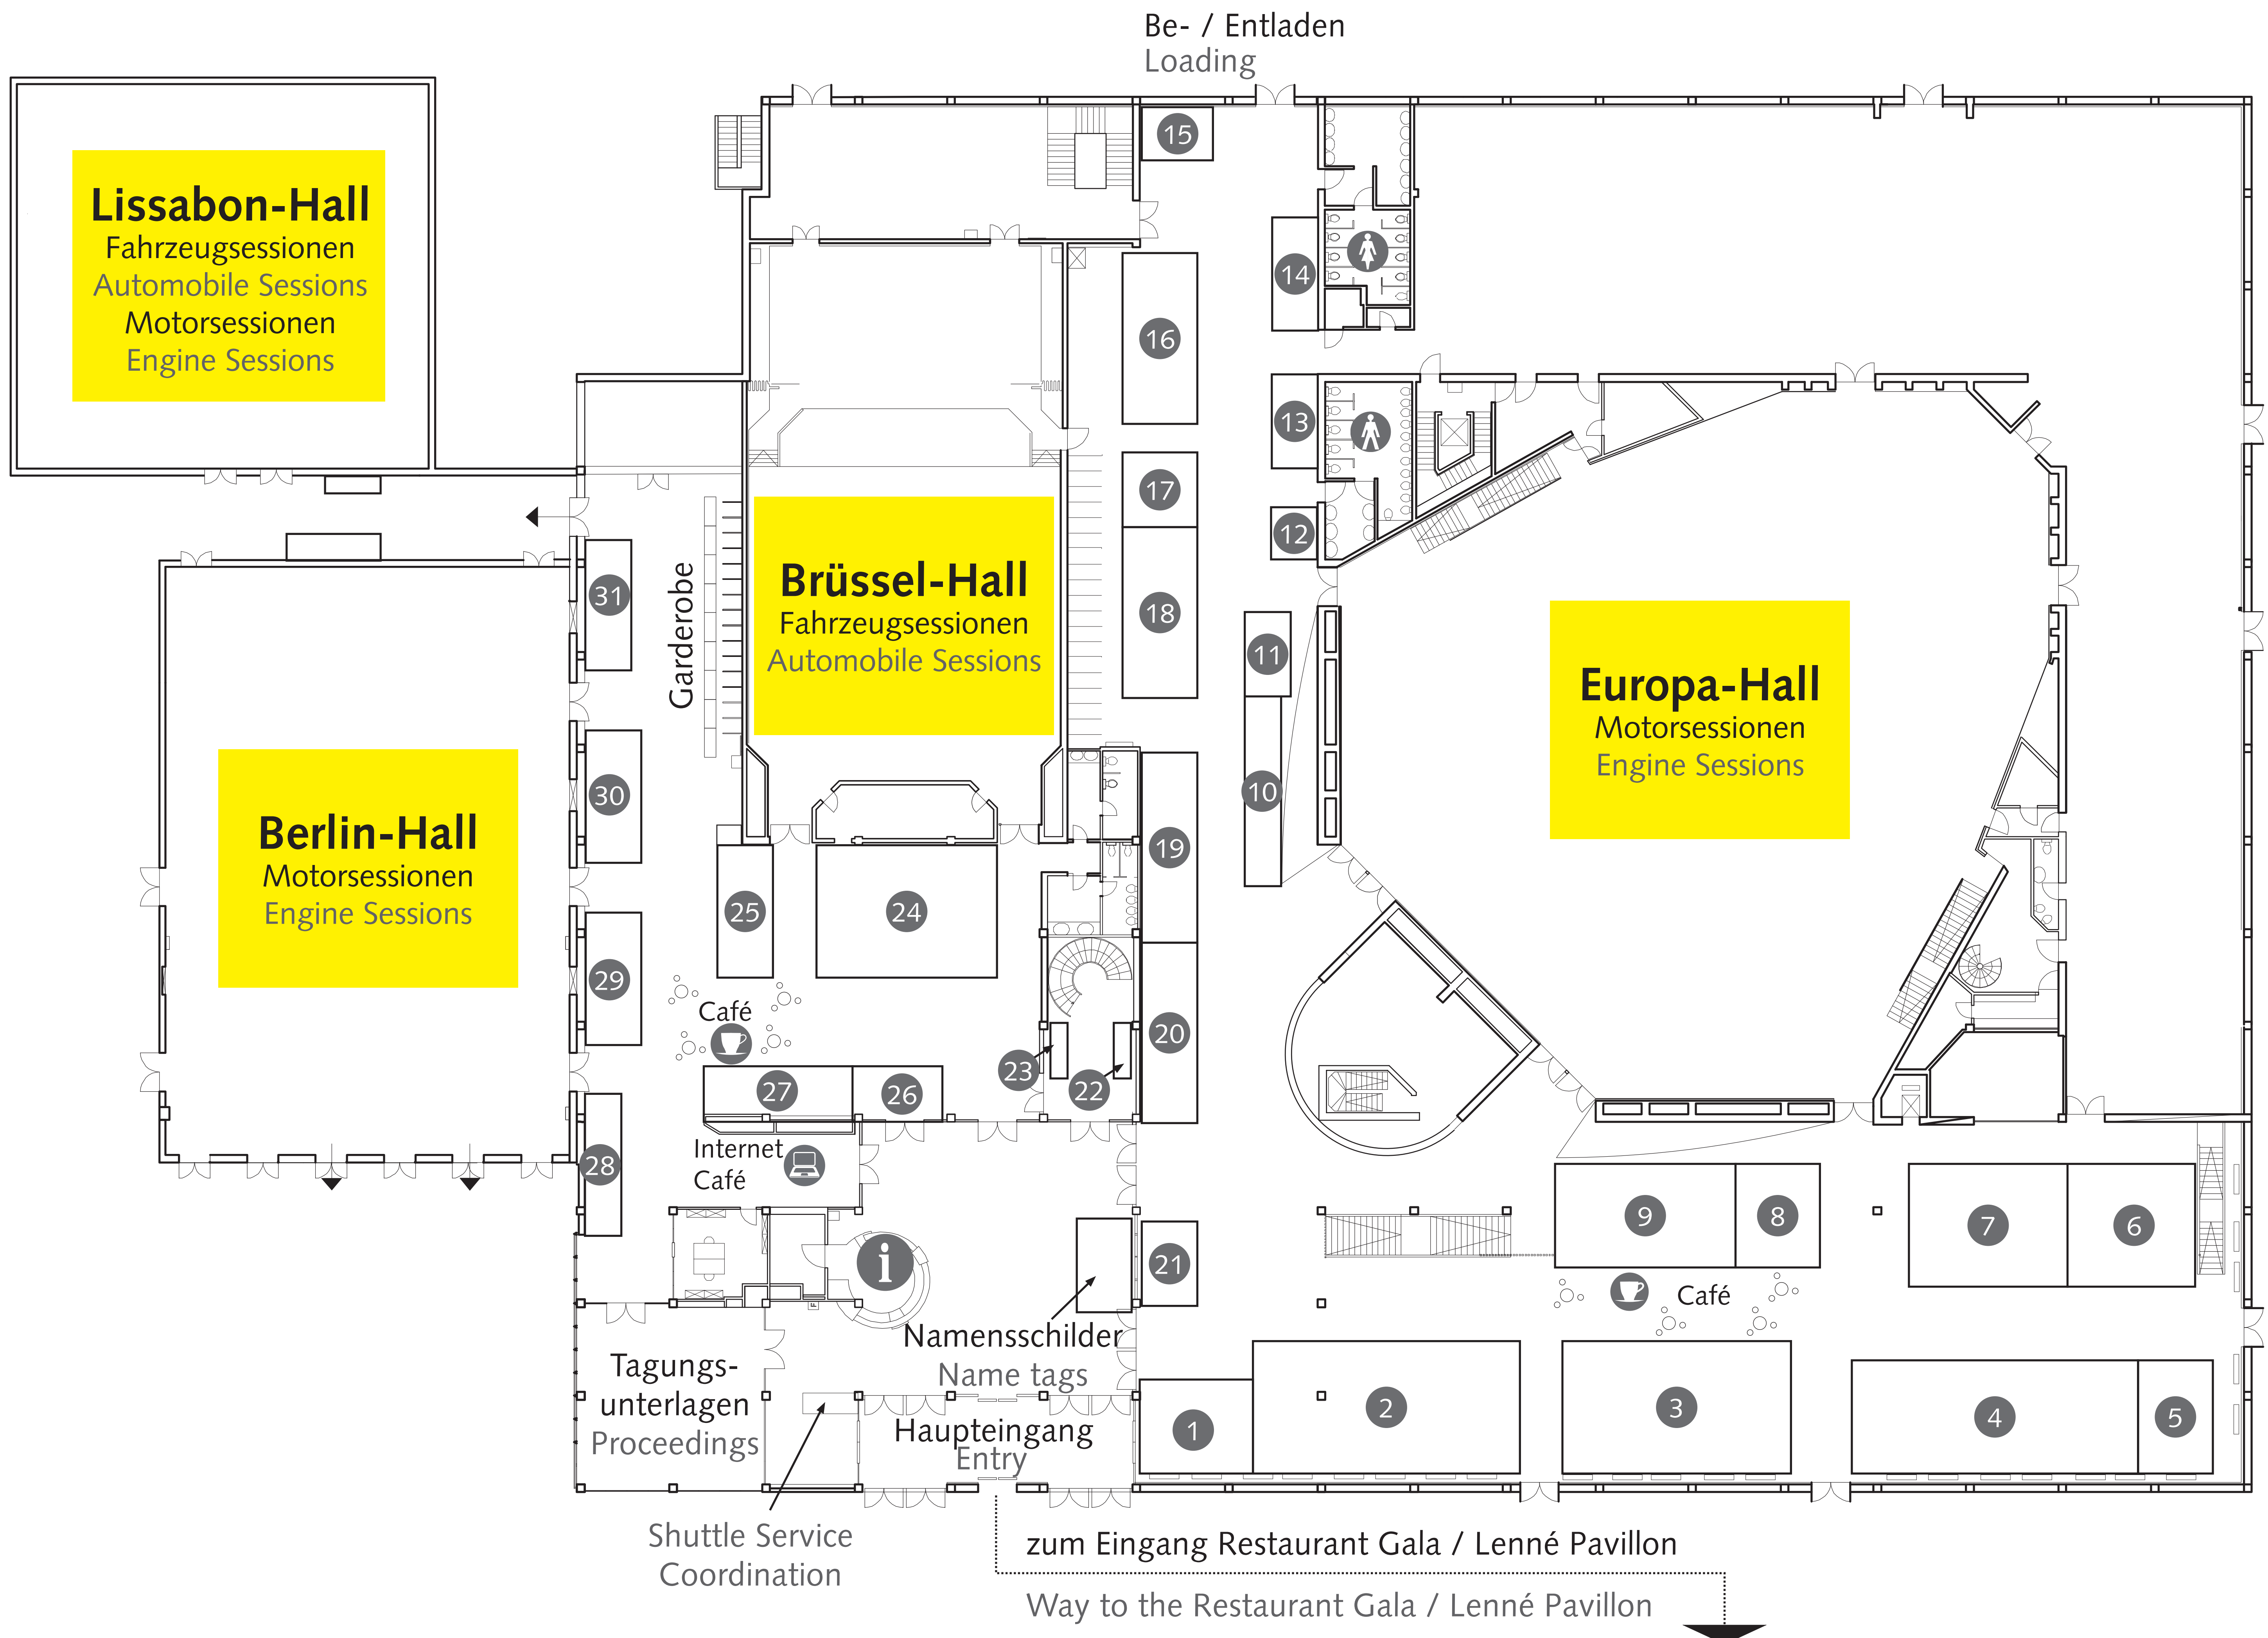 Be- / Entladen
Loading
Lissabon-Hall
Fahrzeugsessionen
Automobile Sessions
Motorsessionen
Engine Sessions
15
14
16
13
17
12
31
Garderobe
Brüssel-Hall
Fahrzeugsessionen
Automobile Sessions
18
11
Europa-Hall
Motorsessionen
Engine Sessions
30
10
Berlin-Hall
Motorsessionen
Engine Sessions
19
25
24
29
Café
20
23
22
27
26
Internet
Café
28
9
8
7
6
i
21
Café
Namensschilder
Name tags
Tagungs-
unterlagen
Proceedings
F
Haupteingang
Entry
1
2
3
4
5
Shuttle Service
Coordination
zum Eingang Restaurant Gala / Lenné Pavillon
Way to the Restaurant Gala / Lenné Pavillon